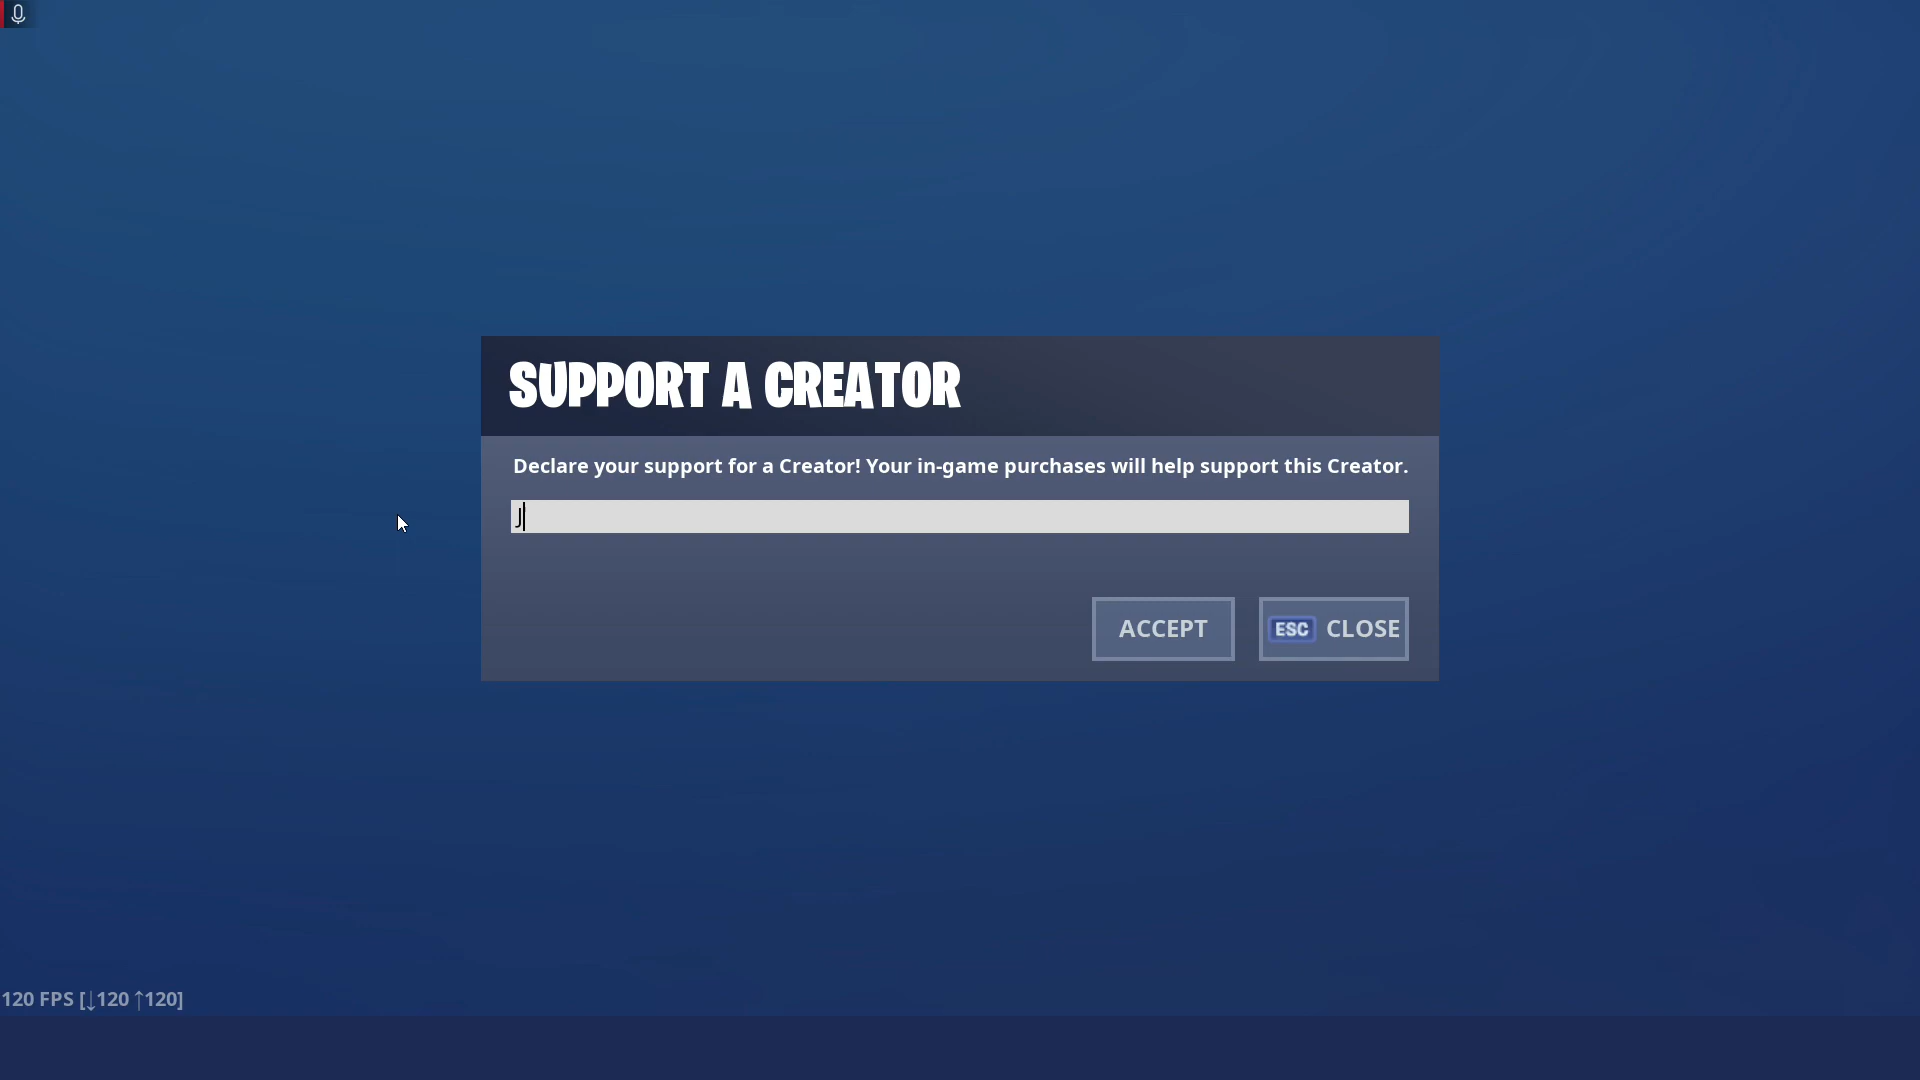 SUPPORT A CREATOR
Declare your support for a Creator! Your in-game purchases will help support this Creator.
J
ACCEPT
ESC CLOSE
120 FPS [↓120 ↑120]